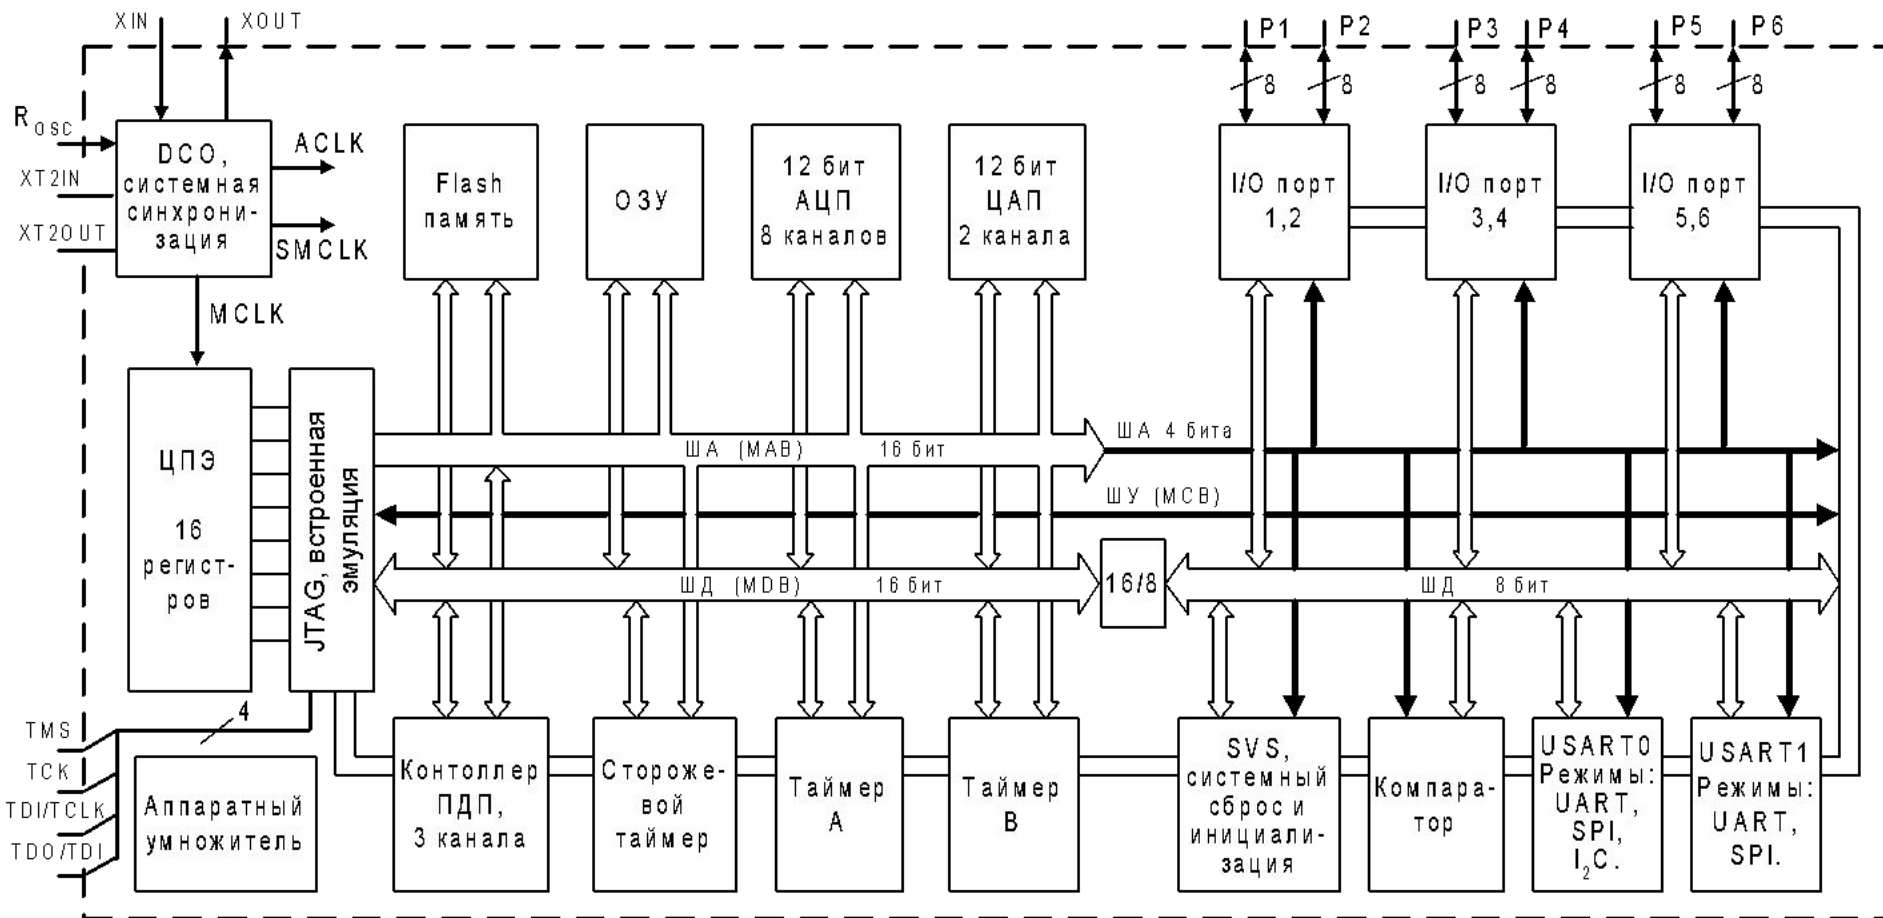 XIN
XOUT
P1
P2
P3
P4
P5
P6
8
8
8
8
8
8
ROSC
XT2IN
XT2OUT
DCO,
системная
синхрони-
зация
ACLK
SMCLK
MCLK
Flash
память
ОЗУ
12 бит
АЦП
8 каналов
12 бит
ЦАП
2 канала
I/O порт
1,2
I/O порт
3,4
I/O порт
5,6
ЦПЭ
16
регист-
ров
JTAG, встроенная
эмуляция
ША (MAB) 16 бит
ША 4 бита
ШУ (MCB)
ШД (MDB) 16 бит
16/8
ШД 8 бит
4
TMS
TCK
TDI/TCLK
TDO/TDI
Аппаратный
умножитель
Контоллер
ПДП,
3 канала
Стороже-
вой
таймер
Таймер
А
Таймер
В
SVS,
системный
сброс и
инициали-
зация
Компара-
тор
USART0
Режимы:
UART,
SPI,
I2C.
USART1
Режимы:
UART,
SPI.